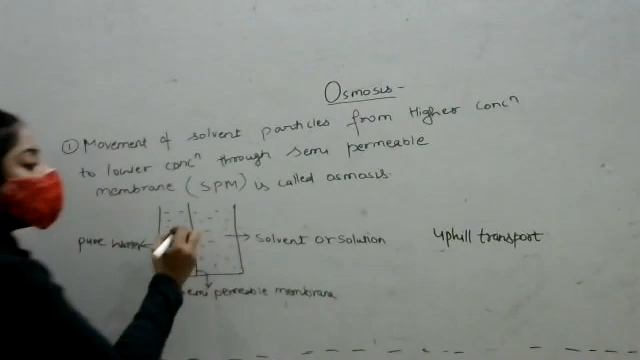 Osmosis -
① Movement of solvent particles from Higher concⁿ
to lower concⁿ through semi permeable
membrane (SPM) is called osmosis.
pure water
solvent or solution
uphill transport
emi permeable membrane